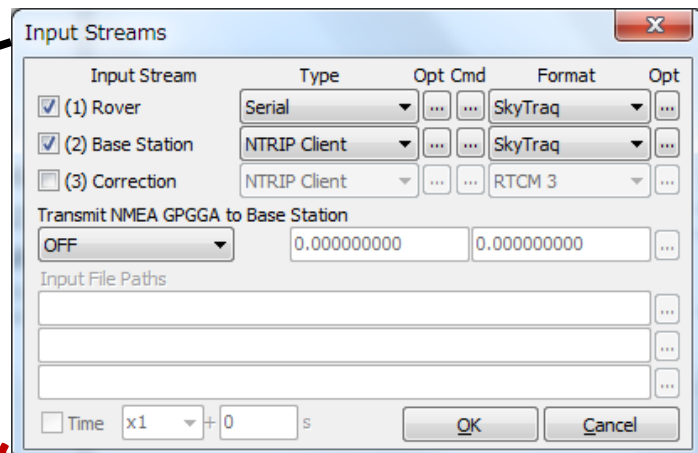 Input Streams
Input Stream Type Opt Cmd Format Opt
(1) Rover Serial ... ... SkyTraq ...
(2) Base Station NTRIP Client ... ... SkyTraq ...
(3) Correction NTRIP Client ... ... RTCM 3 ...
Transmit NMEA GPGGA to Base Station
OFF 0.000000000 0.000000000 ...
Input File Paths
...
...
...
Time x1 + 0 s OK Cancel